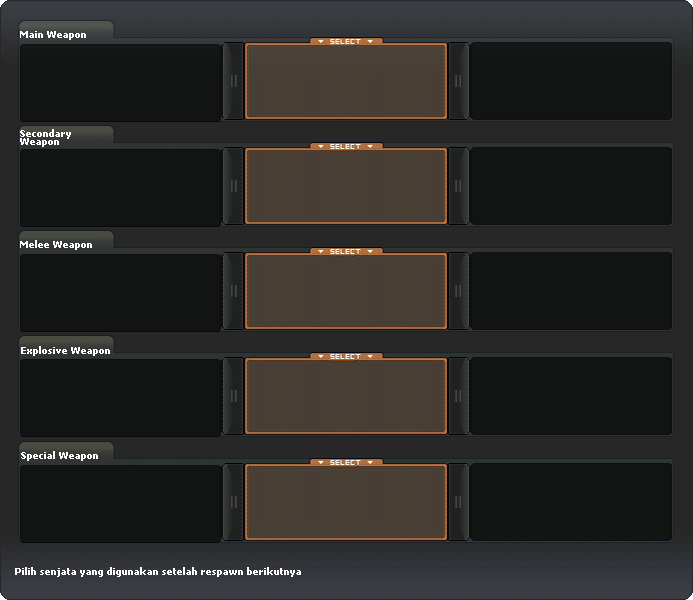 Main Weapon
SELECT
Secondary
Weapon
SELECT
Melee Weapon
SELECT
Explosive Weapon
SELECT
Special Weapon
SELECT
Pilih senjata yang digunakan setelah respawn berikutnya